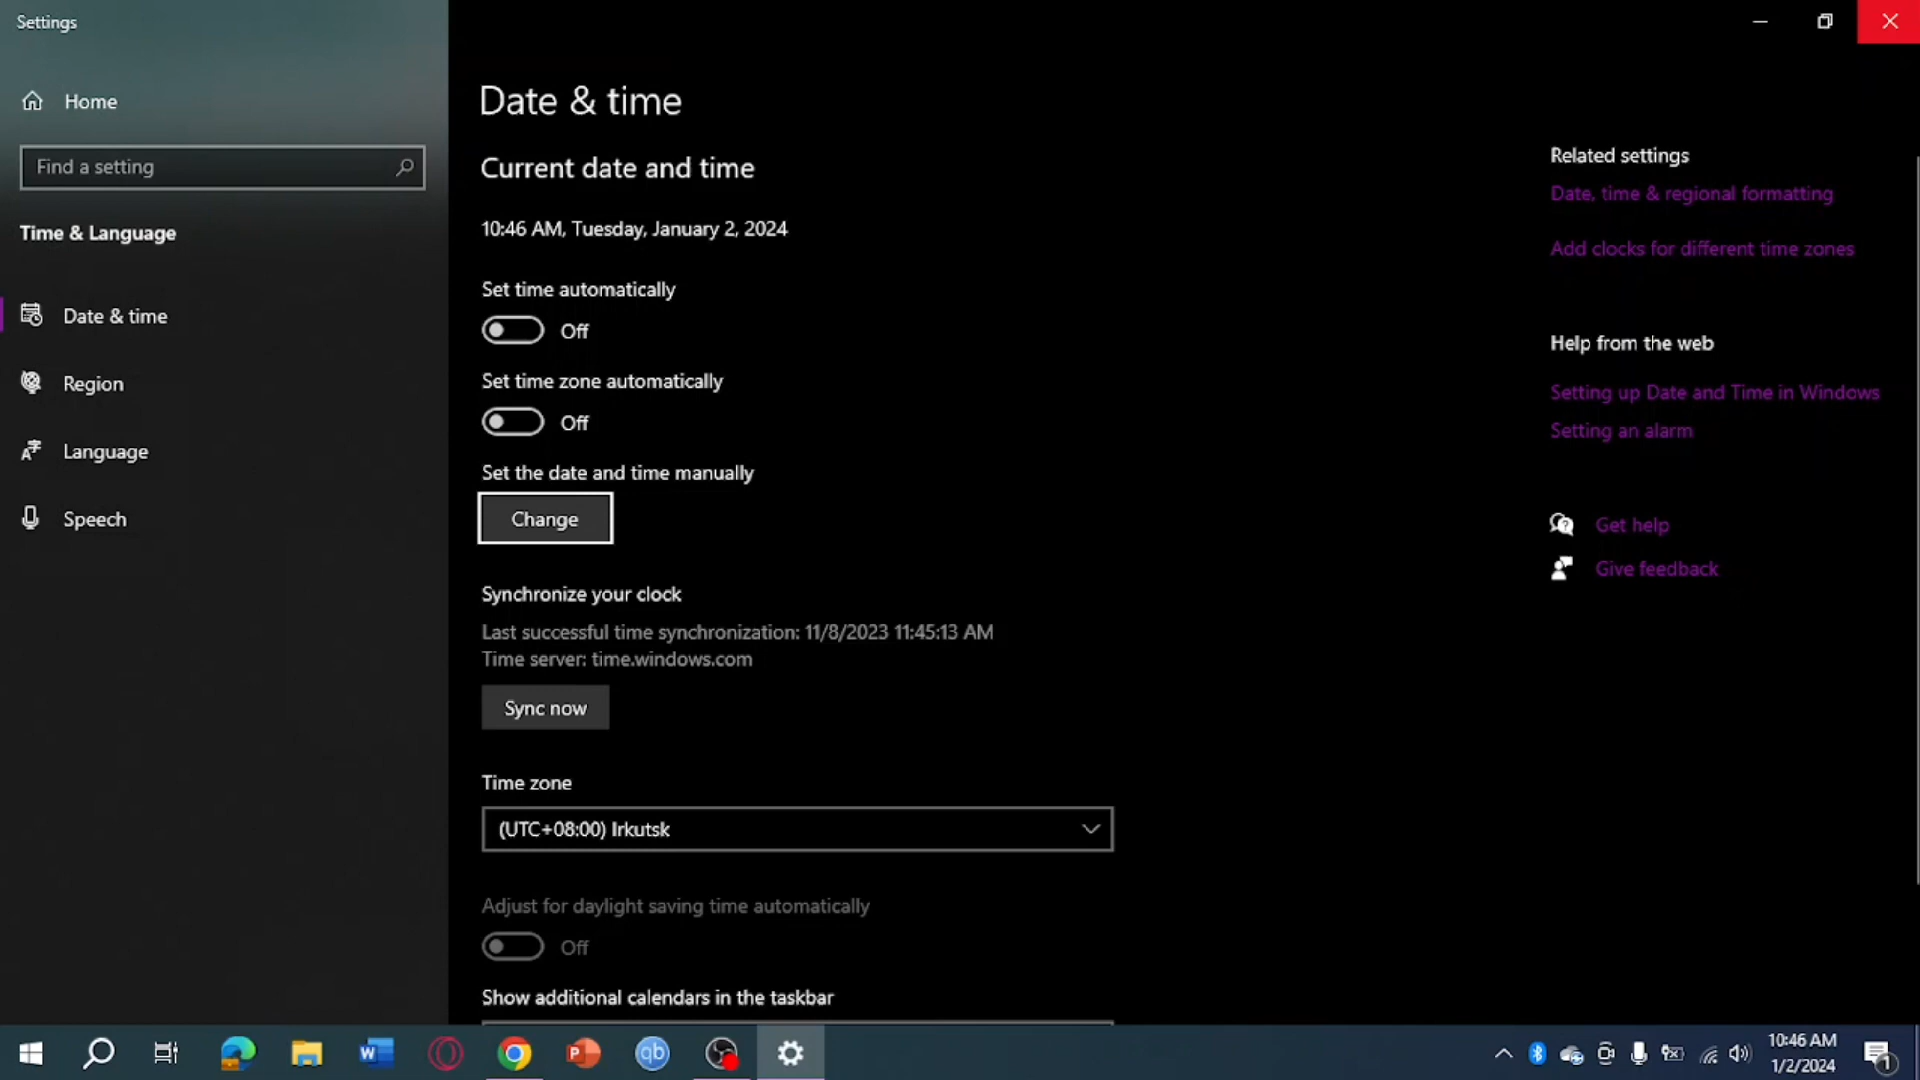 Settings
Home
Find a setting
Time & Language
Date & time
Region
Language
Speech
Date & time
Current date and time
10:46 AM, Tuesday, January 2, 2024
Set time automatically
Off
Set time zone automatically
Off
Set the date and time manually
Change
Synchronize your clock
Last successful time synchronization: 11/8/2023 11:45:13 AM
Time server: time.windows.com
Sync now
Time zone
(UTC+08:00) Irkutsk
Adjust for daylight saving time automatically
Off
Show additional calendars in the taskbar
Related settings
Date, time & regional formatting
Add clocks for different time zones
Help from the web
Setting up Date and Time in Windows
Setting an alarm
Get help
Give feedback
W
P
qb
10:46 AM
1/2/2024
1